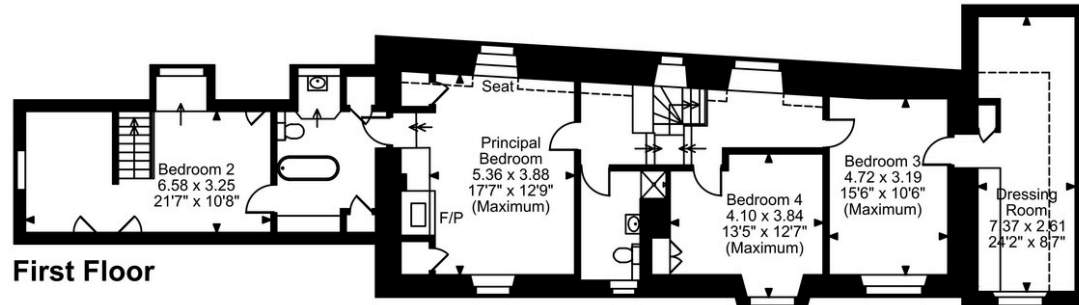 Bedroom 2
6.58 x 3.25
21'7" x 10'8"
Seat
Principal
Bedroom
5.36 x 3.88
17'7" x 12'9"
(Maximum)
F/P
Bedroom 4
4.10 x 3.84
13'5" x 12'7"
(Maximum)
Bedroom 3
4.72 x 3.19
15'6" x 10'6"
(Maximum)
Dressing
Room
7.37 x 2.61
24'2" x 8'7"
First Floor